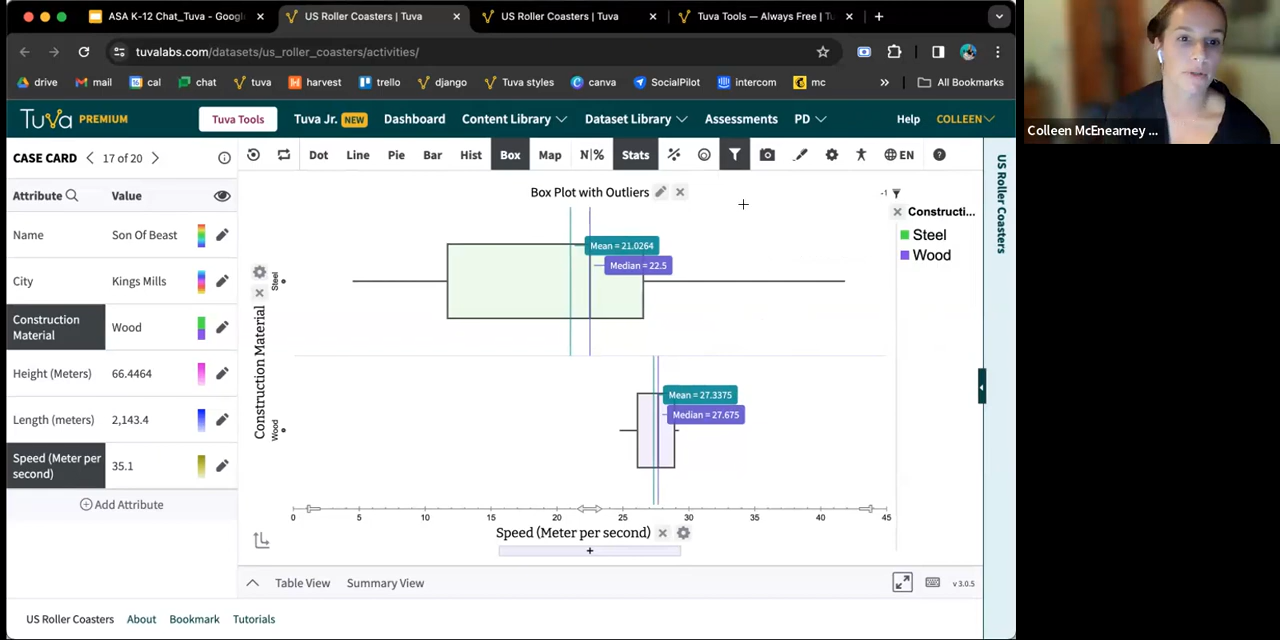 ASA K-12 Chat_Tuva - Googl
US Roller Coasters | Tuva
US Roller Coasters | Tuva
Tuva Tools — Always Free | Tu
tuvalabs.com/datasets/us_roller_coasters/activities/
drive
mail
cal
chat
tuva
harvest
trello
django
Tuva styles
canva
SocialPilot
intercom
mc
All Bookmarks
Colleen McEnearney ...
TUVA PREMIUM
Tuva Tools
Tuva Jr. NEW
Dashboard
Content Library
Dataset Library
Assessments
PD
Help
COLLEEN
CASE CARD
17 of 20
Dot
Line
Pie
Bar
Hist
Box
Map
N|%
Stats
EN
US Roller Coasters
Attribute
Value
Name
Son Of Beast
City
Kings Mills
Construction
Material
Wood
Height (Meters)
66.4464
Length (meters)
2,143.4
Speed (Meter per
second)
35.1
Add Attribute
Box Plot with Outliers
-1
Constructi...
Steel
Wood
Mean = 21.0264
Median = 22.5
Steel
Construction Material
Mean = 27.3375
Median = 27.675
Wood
0 5 10 15 20 25 30 35 40 45
Speed (Meter per second)
Table View
Summary View
v 3.0.5
US Roller Coasters
About
Bookmark
Tutorials